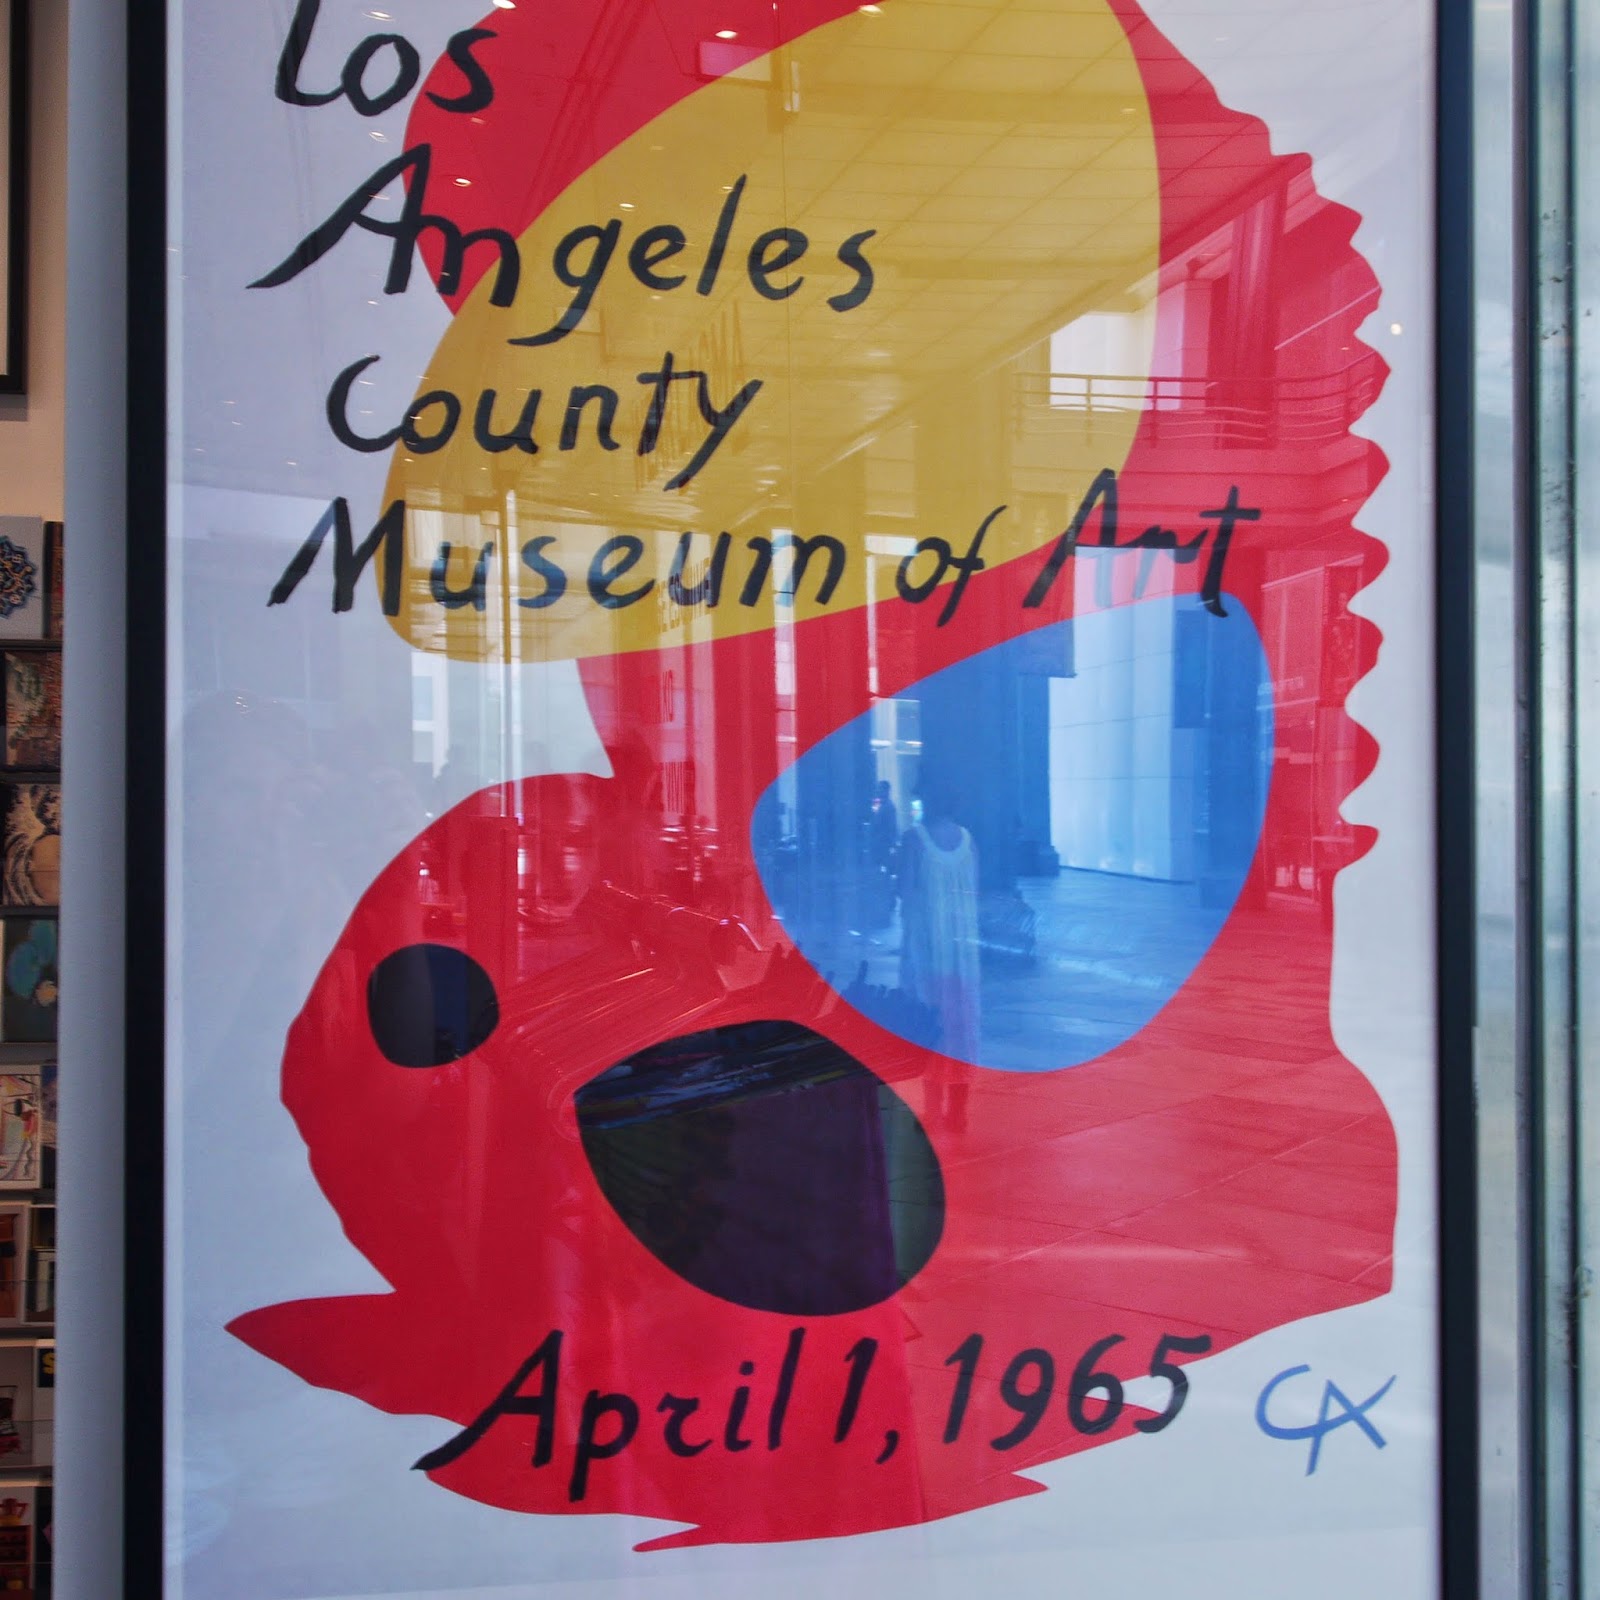 Los
Angeles
County
Museum of Art
April 1, 1965
CA